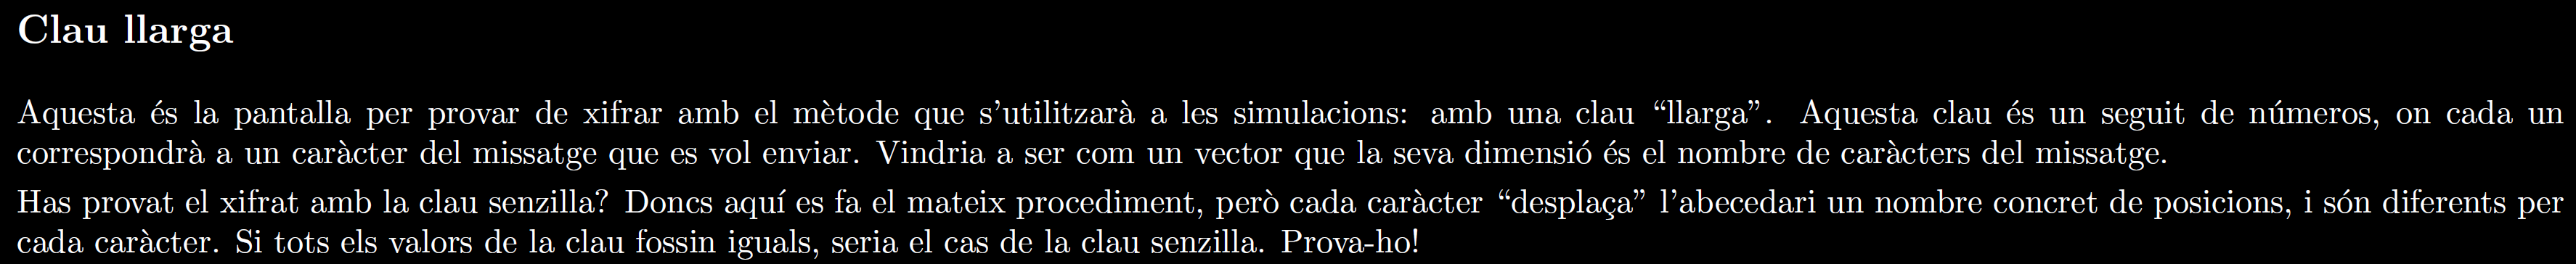 Clau llarga
Aquesta és la pantalla per provar de xifrar amb el mètode que s'utilitzarà a les simulacions: amb una clau “llarga”. Aquesta clau és un seguit de números, on cada un
correspondrà a un caràcter del missatge que es vol enviar. Vindria a ser com un vector que la seva dimensió és el nombre de caràcters del missatge.
Has provat el xifrat amb la clau senzilla? Doncs aquí es fa el mateix procediment, però cada caràcter “desplaça” l'abecedari un nombre concret de posicions, i són diferents per
cada caràcter. Si tots els valors de la clau fossin iguals, seria el cas de la clau senzilla. Prova-ho!